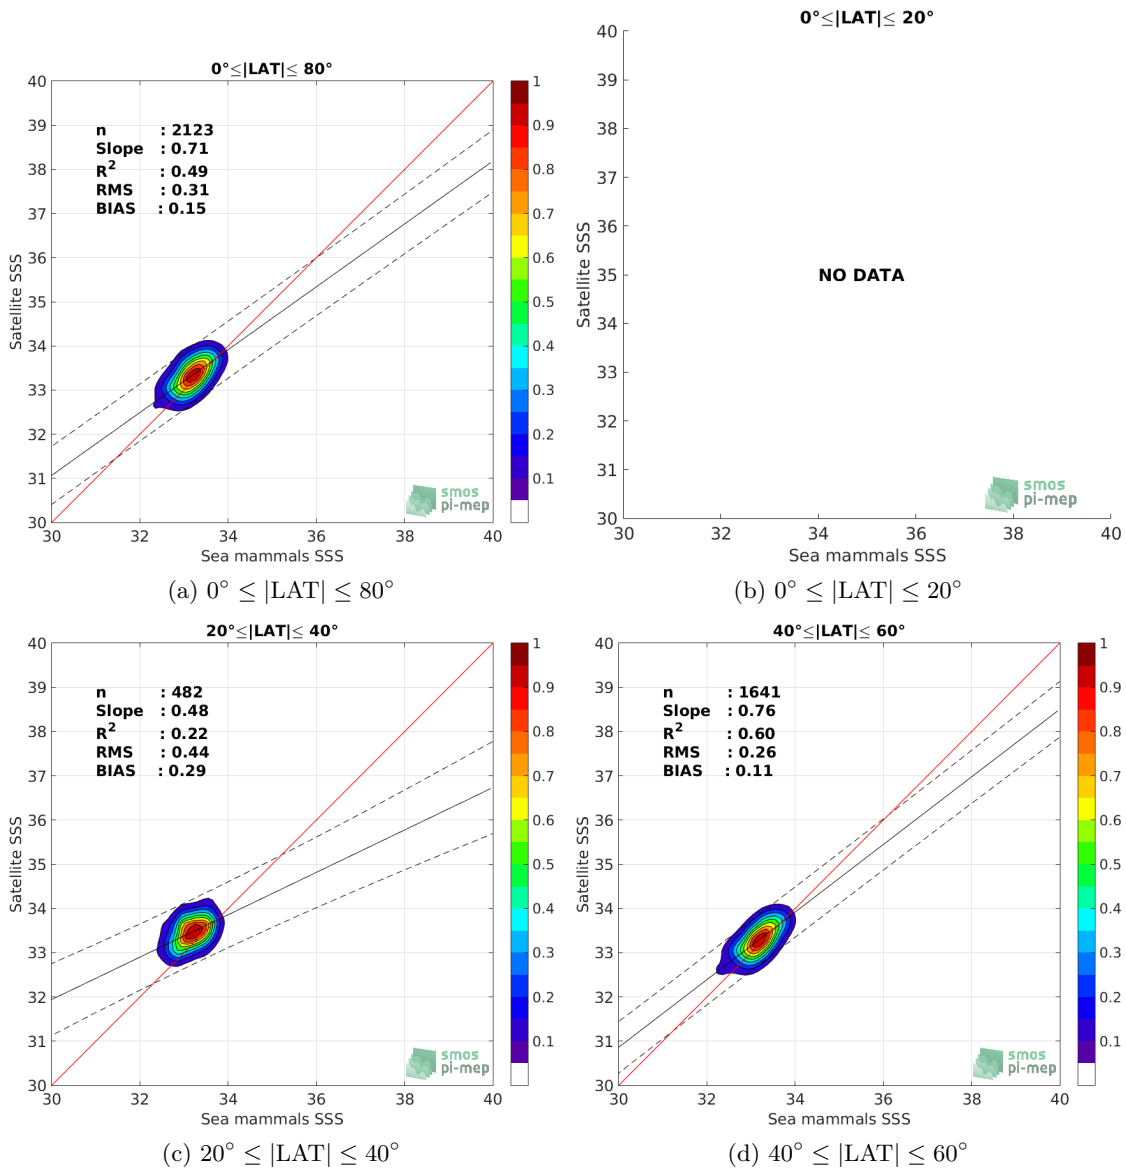 0°≤|LAT|≤ 80°
40
39
38
37
36
35
34
33
32
31
30
Satellite SSS
n : 2123
Slope : 0.71
R² : 0.49
RMS : 0.31
BIAS : 0.15
smos
pi-mep
30 32 34 36 38 40
Sea mammals SSS
1
0.9
0.8
0.7
0.6
0.5
0.4
0.3
0.2
0.1
(a) 0° ≤ |LAT| ≤ 80°
0°≤|LAT|≤ 20°
40
39
38
37
36
35
34
33
32
31
30
Satellite SSS
NO DATA
smos
pi-mep
30 32 34 36 38 40
Sea mammals SSS
(b) 0° ≤ |LAT| ≤ 20°
20°≤|LAT|≤ 40°
40
39
38
37
36
35
34
33
32
31
30
Satellite SSS
n : 482
Slope : 0.48
R² : 0.22
RMS : 0.44
BIAS : 0.29
smos
pi-mep
30 32 34 36 38 40
Sea mammals SSS
1
0.9
0.8
0.7
0.6
0.5
0.4
0.3
0.2
0.1
(c) 20° ≤ |LAT| ≤ 40°
40°≤|LAT|≤ 60°
40
39
38
37
36
35
34
33
32
31
30
Satellite SSS
n : 1641
Slope : 0.76
R² : 0.60
RMS : 0.26
BIAS : 0.11
smos
pi-mep
30 32 34 36 38 40
Sea mammals SSS
1
0.9
0.8
0.7
0.6
0.5
0.4
0.3
0.2
0.1
(d) 40° ≤ |LAT| ≤ 60°